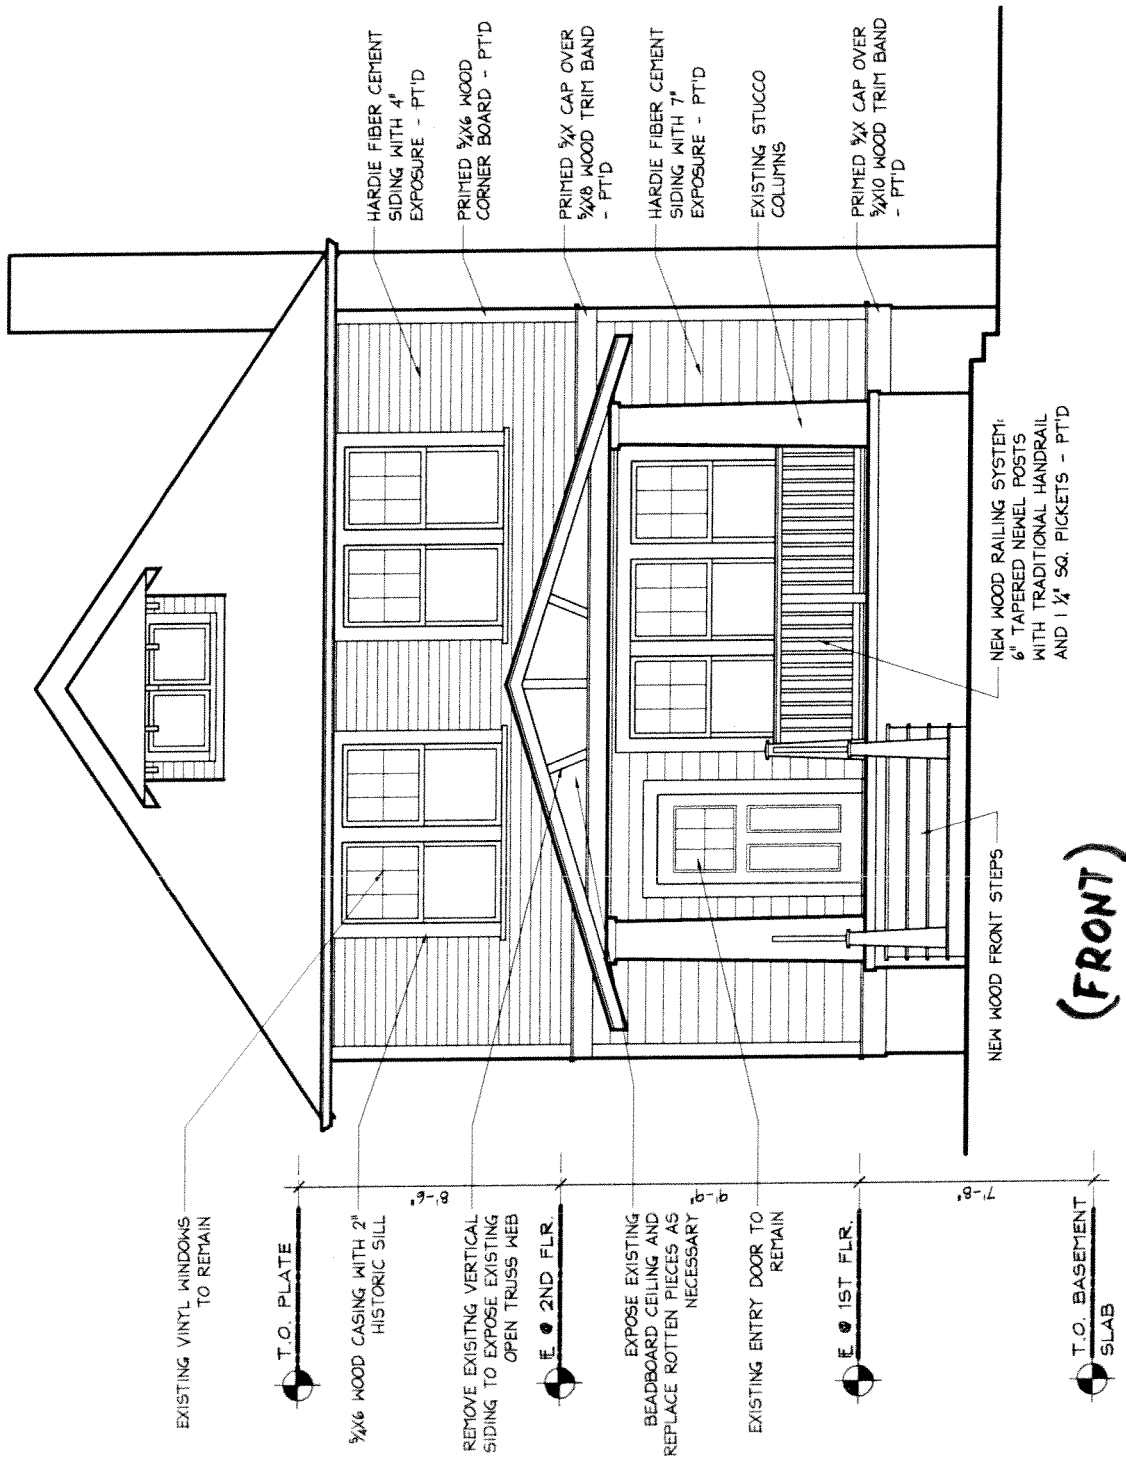 EXISTING VINYL WINDOWS
TO REMAIN
T.O. PLATE
5/4X6 WOOD CASING WITH 2"
HISTORIC SILL
8'-6"
REMOVE EXISITNG VERTICAL
SIDING TO EXPOSE EXISTING
OPEN TRUSS WEB
@ 2ND FLR.
EXPOSE EXISTING
BEADBOARD CEILING AND
REPLACE ROTTEN PIECES AS
NECESSARY
9'-9"
EXISTING ENTRY DOOR TO
REMAIN
@ 1ST FLR.
7'-8"
T.O. BASEMENT
SLAB
HARDIE FIBER CEMENT
SIDING WITH 4"
EXPOSURE - PT'D
PRIMED 5/4X6 WOOD
CORNER BOARD - PT'D
PRIMED 5/4X CAP OVER
5/4X8 WOOD TRIM BAND
- PT'D
HARDIE FIBER CEMENT
SIDING WITH 7"
EXPOSURE - PT'D
EXISTING STUCCO
COLUMNS
PRIMED 5/4X CAP OVER
5/4X10 WOOD TRIM BAND
- PT'D
NEW WOOD FRONT STEPS
NEW WOOD RAILING SYSTEM:
6" TAPERED NEWEL POSTS
WITH TRADITIONAL HANDRAIL
AND 1 1/4" SQ. PICKETS - PT'D
(FRONT)